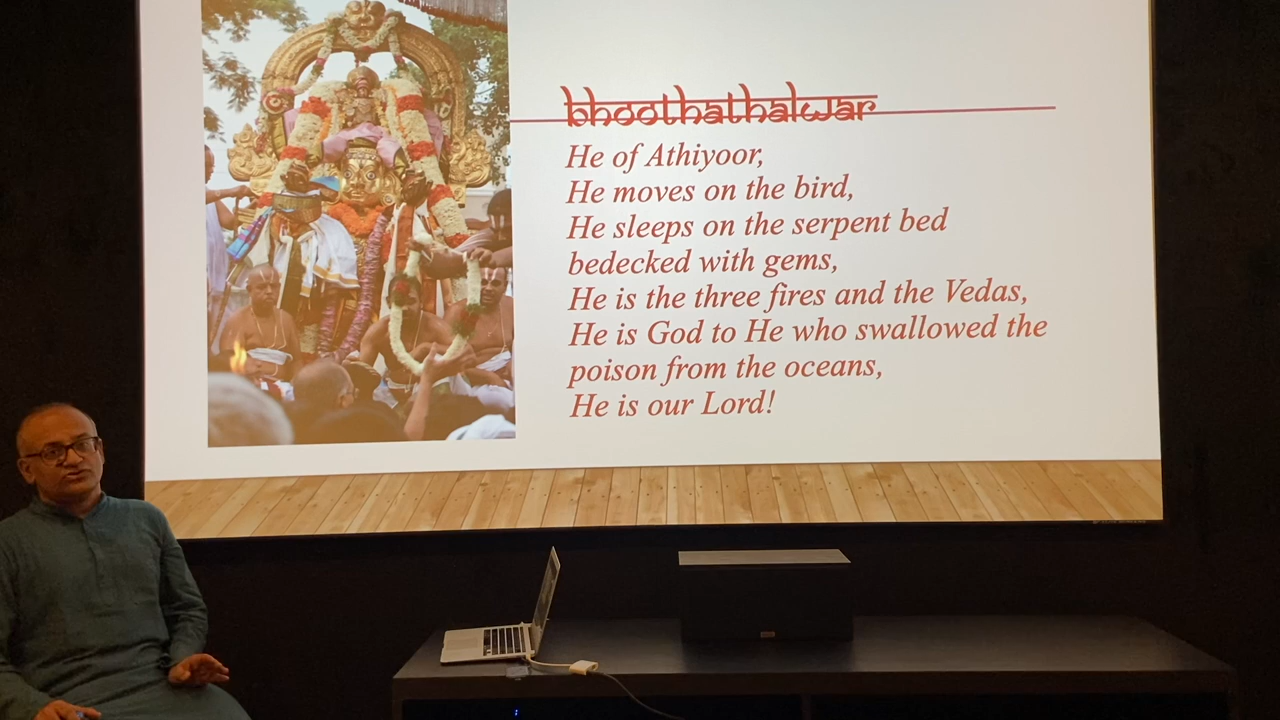 bhoothathalwar
He of Athiyoor,
He moves on the bird,
He sleeps on the serpent bed
bedecked with gems,
He is the three fires and the Vedas,
He is God to He who swallowed the
poison from the oceans,
He is our Lord!